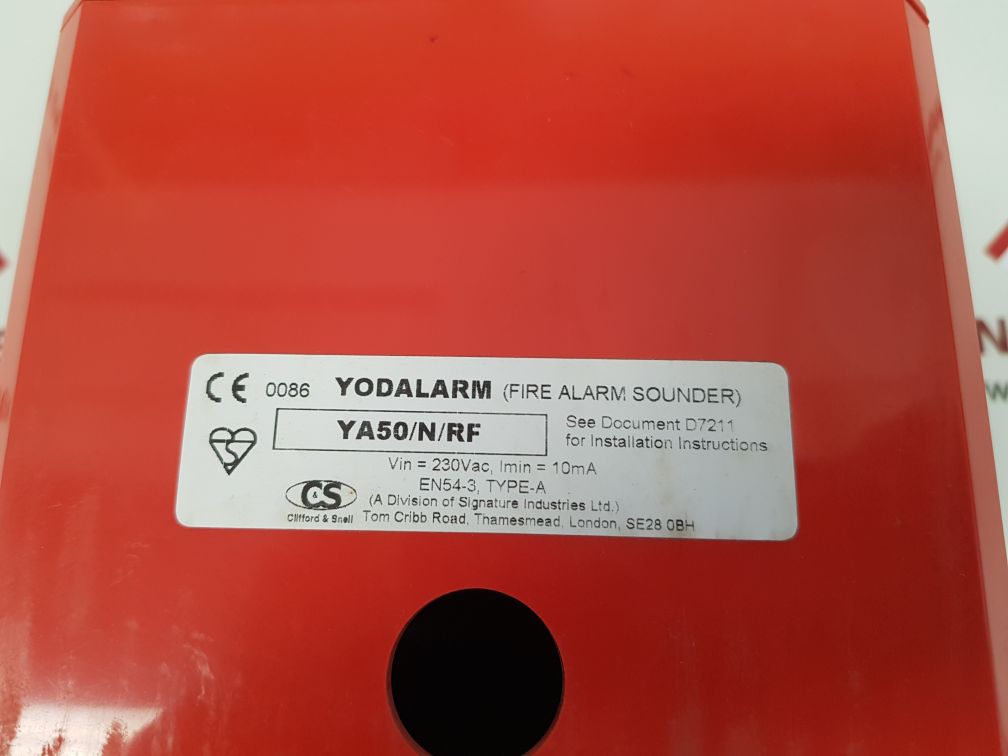 CE 0086 YODALARM (FIRE ALARM SOUNDER)
YA50/N/RF
See Document D7211
for Installation Instructions
Vin = 230Vac, Imin = 10mA
EN54-3, TYPE-A
C&S
(A Division of Signature Industries Ltd.)
Clifford & Snell
Tom Cribb Road, Thamesmead, London, SE28 0BH